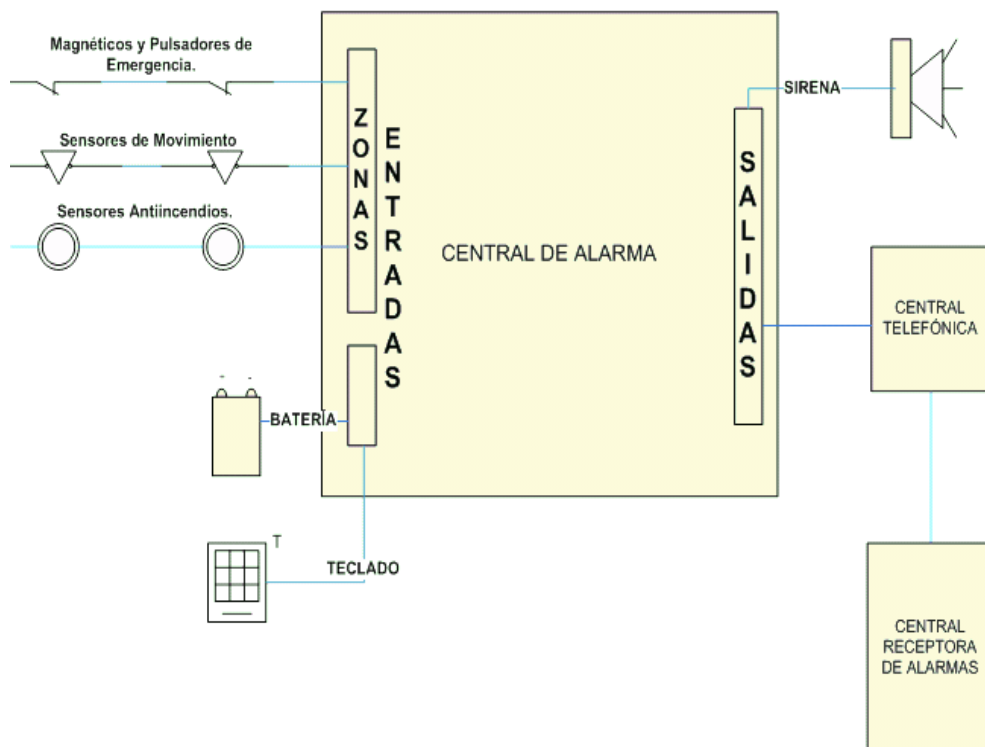 Magnéticos y Pulsadores de
Emergencia.
Sensores de Movimiento
Sensores Antiincendios.
ZONAS
ENTRADAS
CENTRAL DE ALARMA
SALIDAS
SIRENA
CENTRAL
TELEFÓNICA
- -
BATERÍA
T
TECLADO
CENTRAL
RECEPTORA
DE ALARMAS